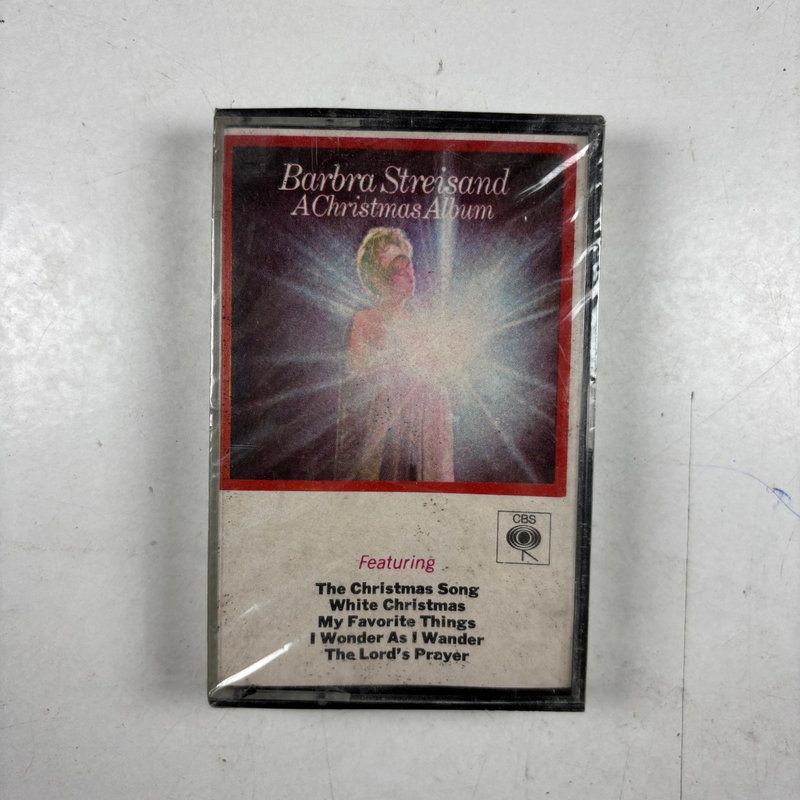 Barbra Streisand
A Christmas Album
CBS
Featuring
The Christmas Song
White Christmas
My Favorite Things
I Wonder As I Wander
The Lord's Prayer